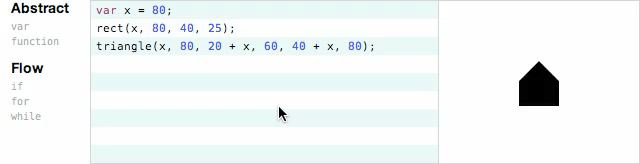 Abstract
var
function
Flow
if
for
while
var x = 80;
rect(x, 80, 40, 25);
triangle(x, 80, 20 + x, 60, 40 + x, 80);